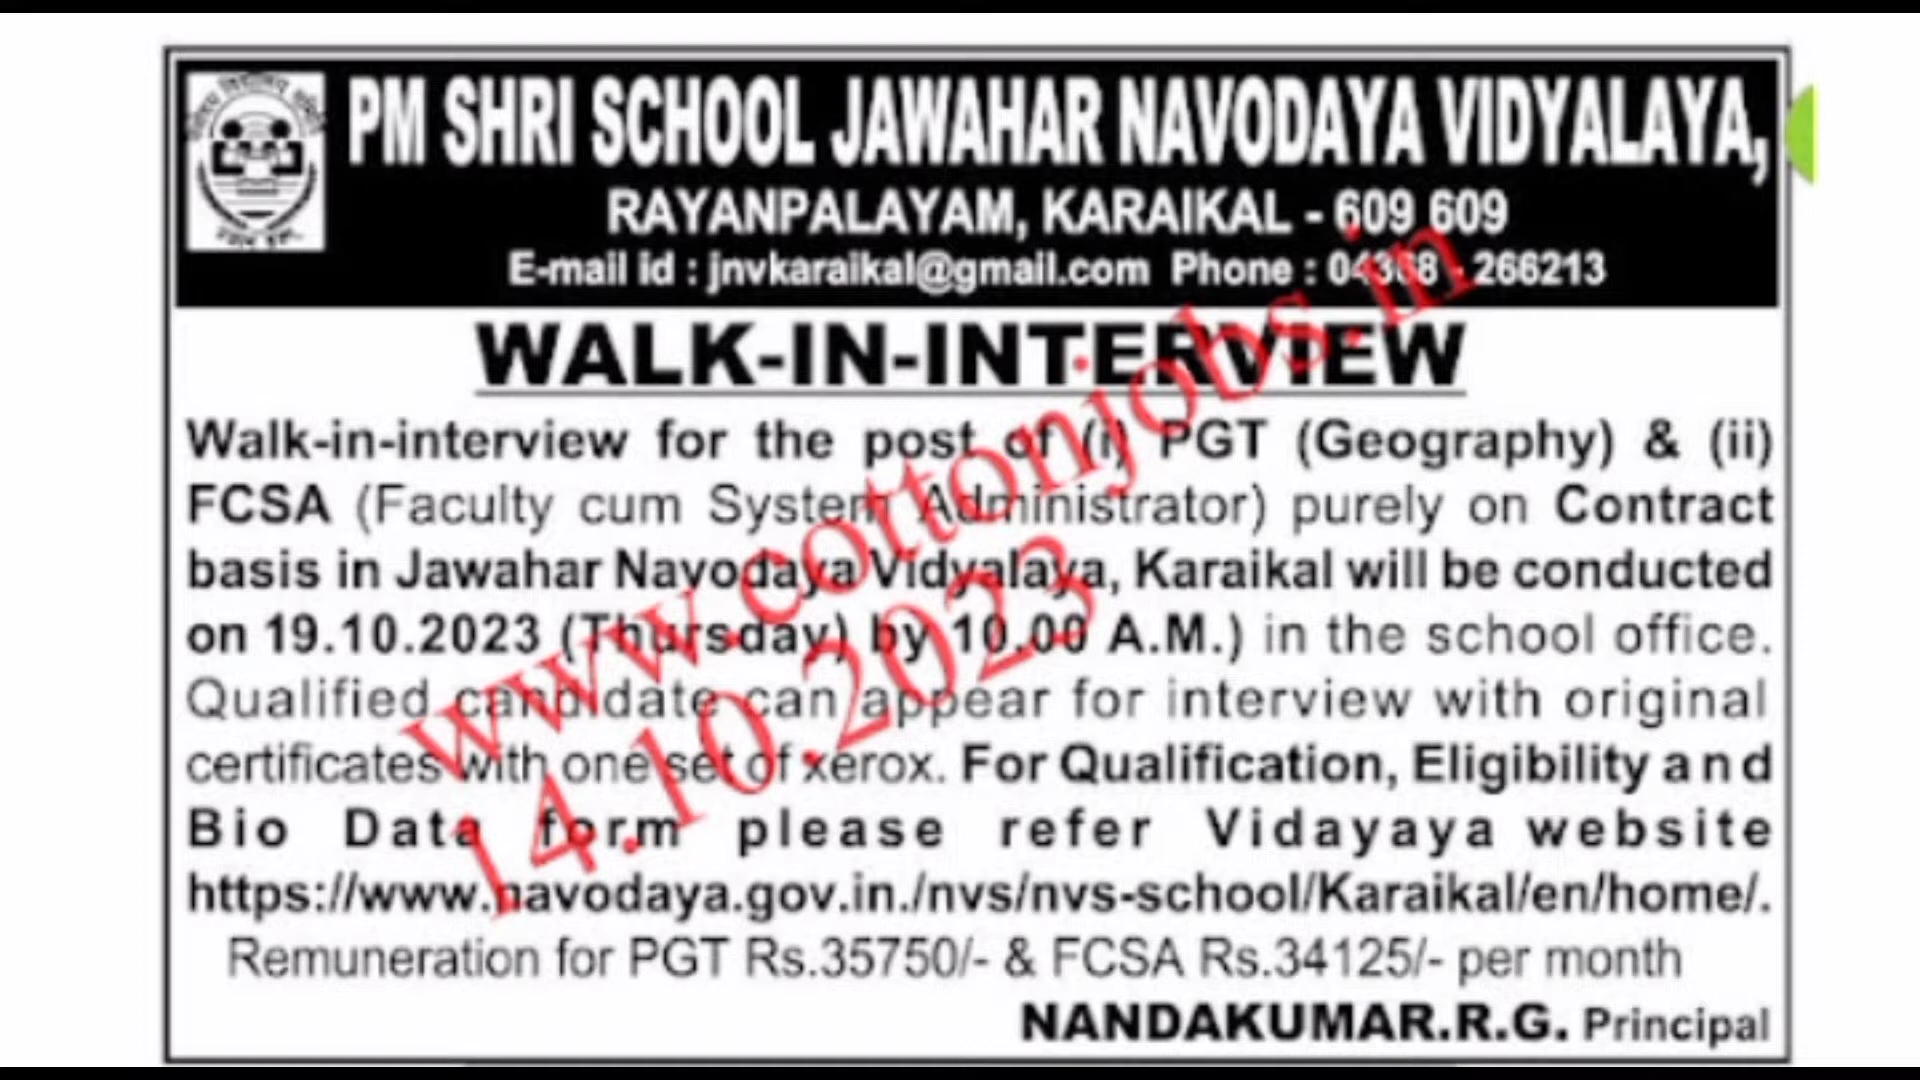 PM SHRI SCHOOL JAWAHAR NAVODAYA VIDYALAYA,
RAYANPALAYAM, KARAIKAL - 609 609
E-mail id : jnvkaraikal@gmail.com Phone : 04368 - 266213
WALK-IN-INTERVIEW
Walk-in-interview for the post of (i) PGT (Geography) & (ii)
FCSA (Faculty cum System Administrator) purely on Contract
basis in Jawahar Navodaya Vidyalaya, Karaikal will be conducted
on 19.10.2023 (Thursday) by 10.00 A.M.) in the school office.
Qualified candidate can appear for interview with original
certificates with one set of xerox. For Qualification, Eligibility and
Bio Data form please refer Vidayaya website
https://www.navodaya.gov.in./nvs/nvs-school/Karaikal/en/home/.
Remuneration for PGT Rs.35750/- & FCSA Rs.34125/- per month
NANDAKUMAR.R.G. Principal
www.cottonjobs.in
14.10.2023